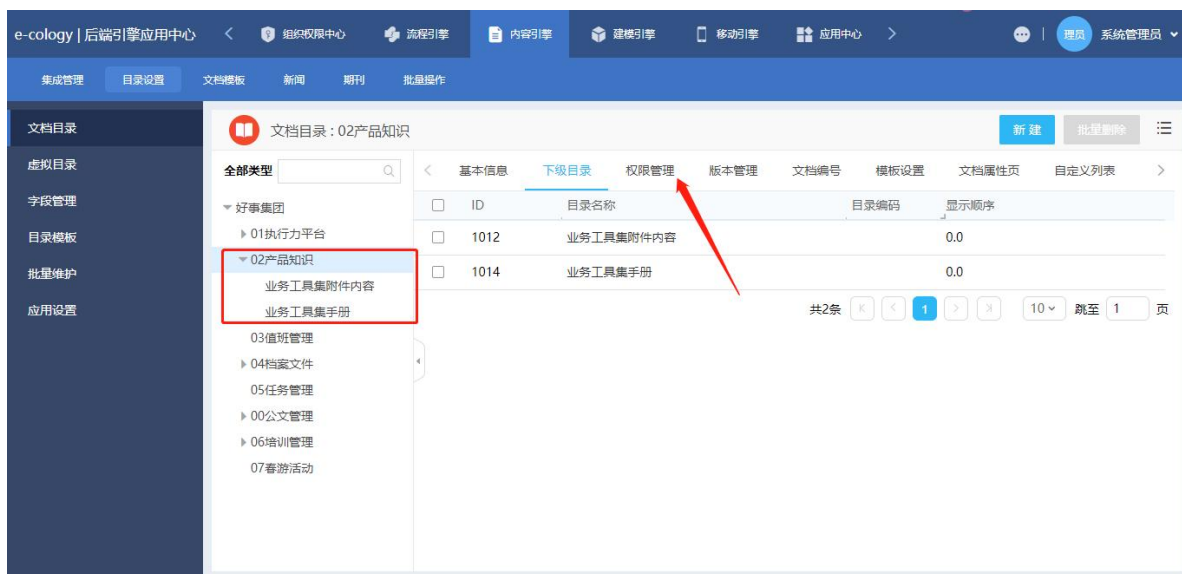 e-cology | 后端引擎应用中心 组织权限中心 流程引擎 内容引擎 建模引擎 移动引擎 应用中心 理员 系统管理员
集成管理 目录设置 文档模板 新闻 期刊 批量操作
文档目录
虚拟目录
字段管理
目录模板
批量维护
应用设置
文档目录 : 02产品知识 新 建 批量删除
全部类型 基本信息 下级目录 权限管理 版本管理 文档编号 模板设置 文档属性页 自定义列表
好事集团
01执行力平台
02产品知识
业务工具集附件内容
业务工具集手册
03值班管理
04档案文件
05任务管理
00公文管理
06培训管理
07春游活动
ID 目录名称 目录编码 显示顺序
1012 业务工具集附件内容 0.0
1014 业务工具集手册 0.0
共2条 1 10 跳至 1 页